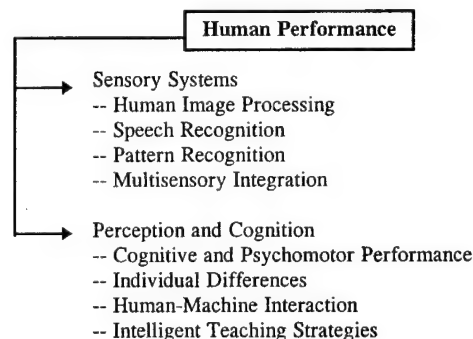 Human Performance
Sensory Systems
-- Human Image Processing
-- Speech Recognition
-- Pattern Recognition
-- Multisensory Integration
Perception and Cognition
-- Cognitive and Psychomotor Performance
-- Individual Differences
-- Human-Machine Interaction
-- Intelligent Teaching Strategies